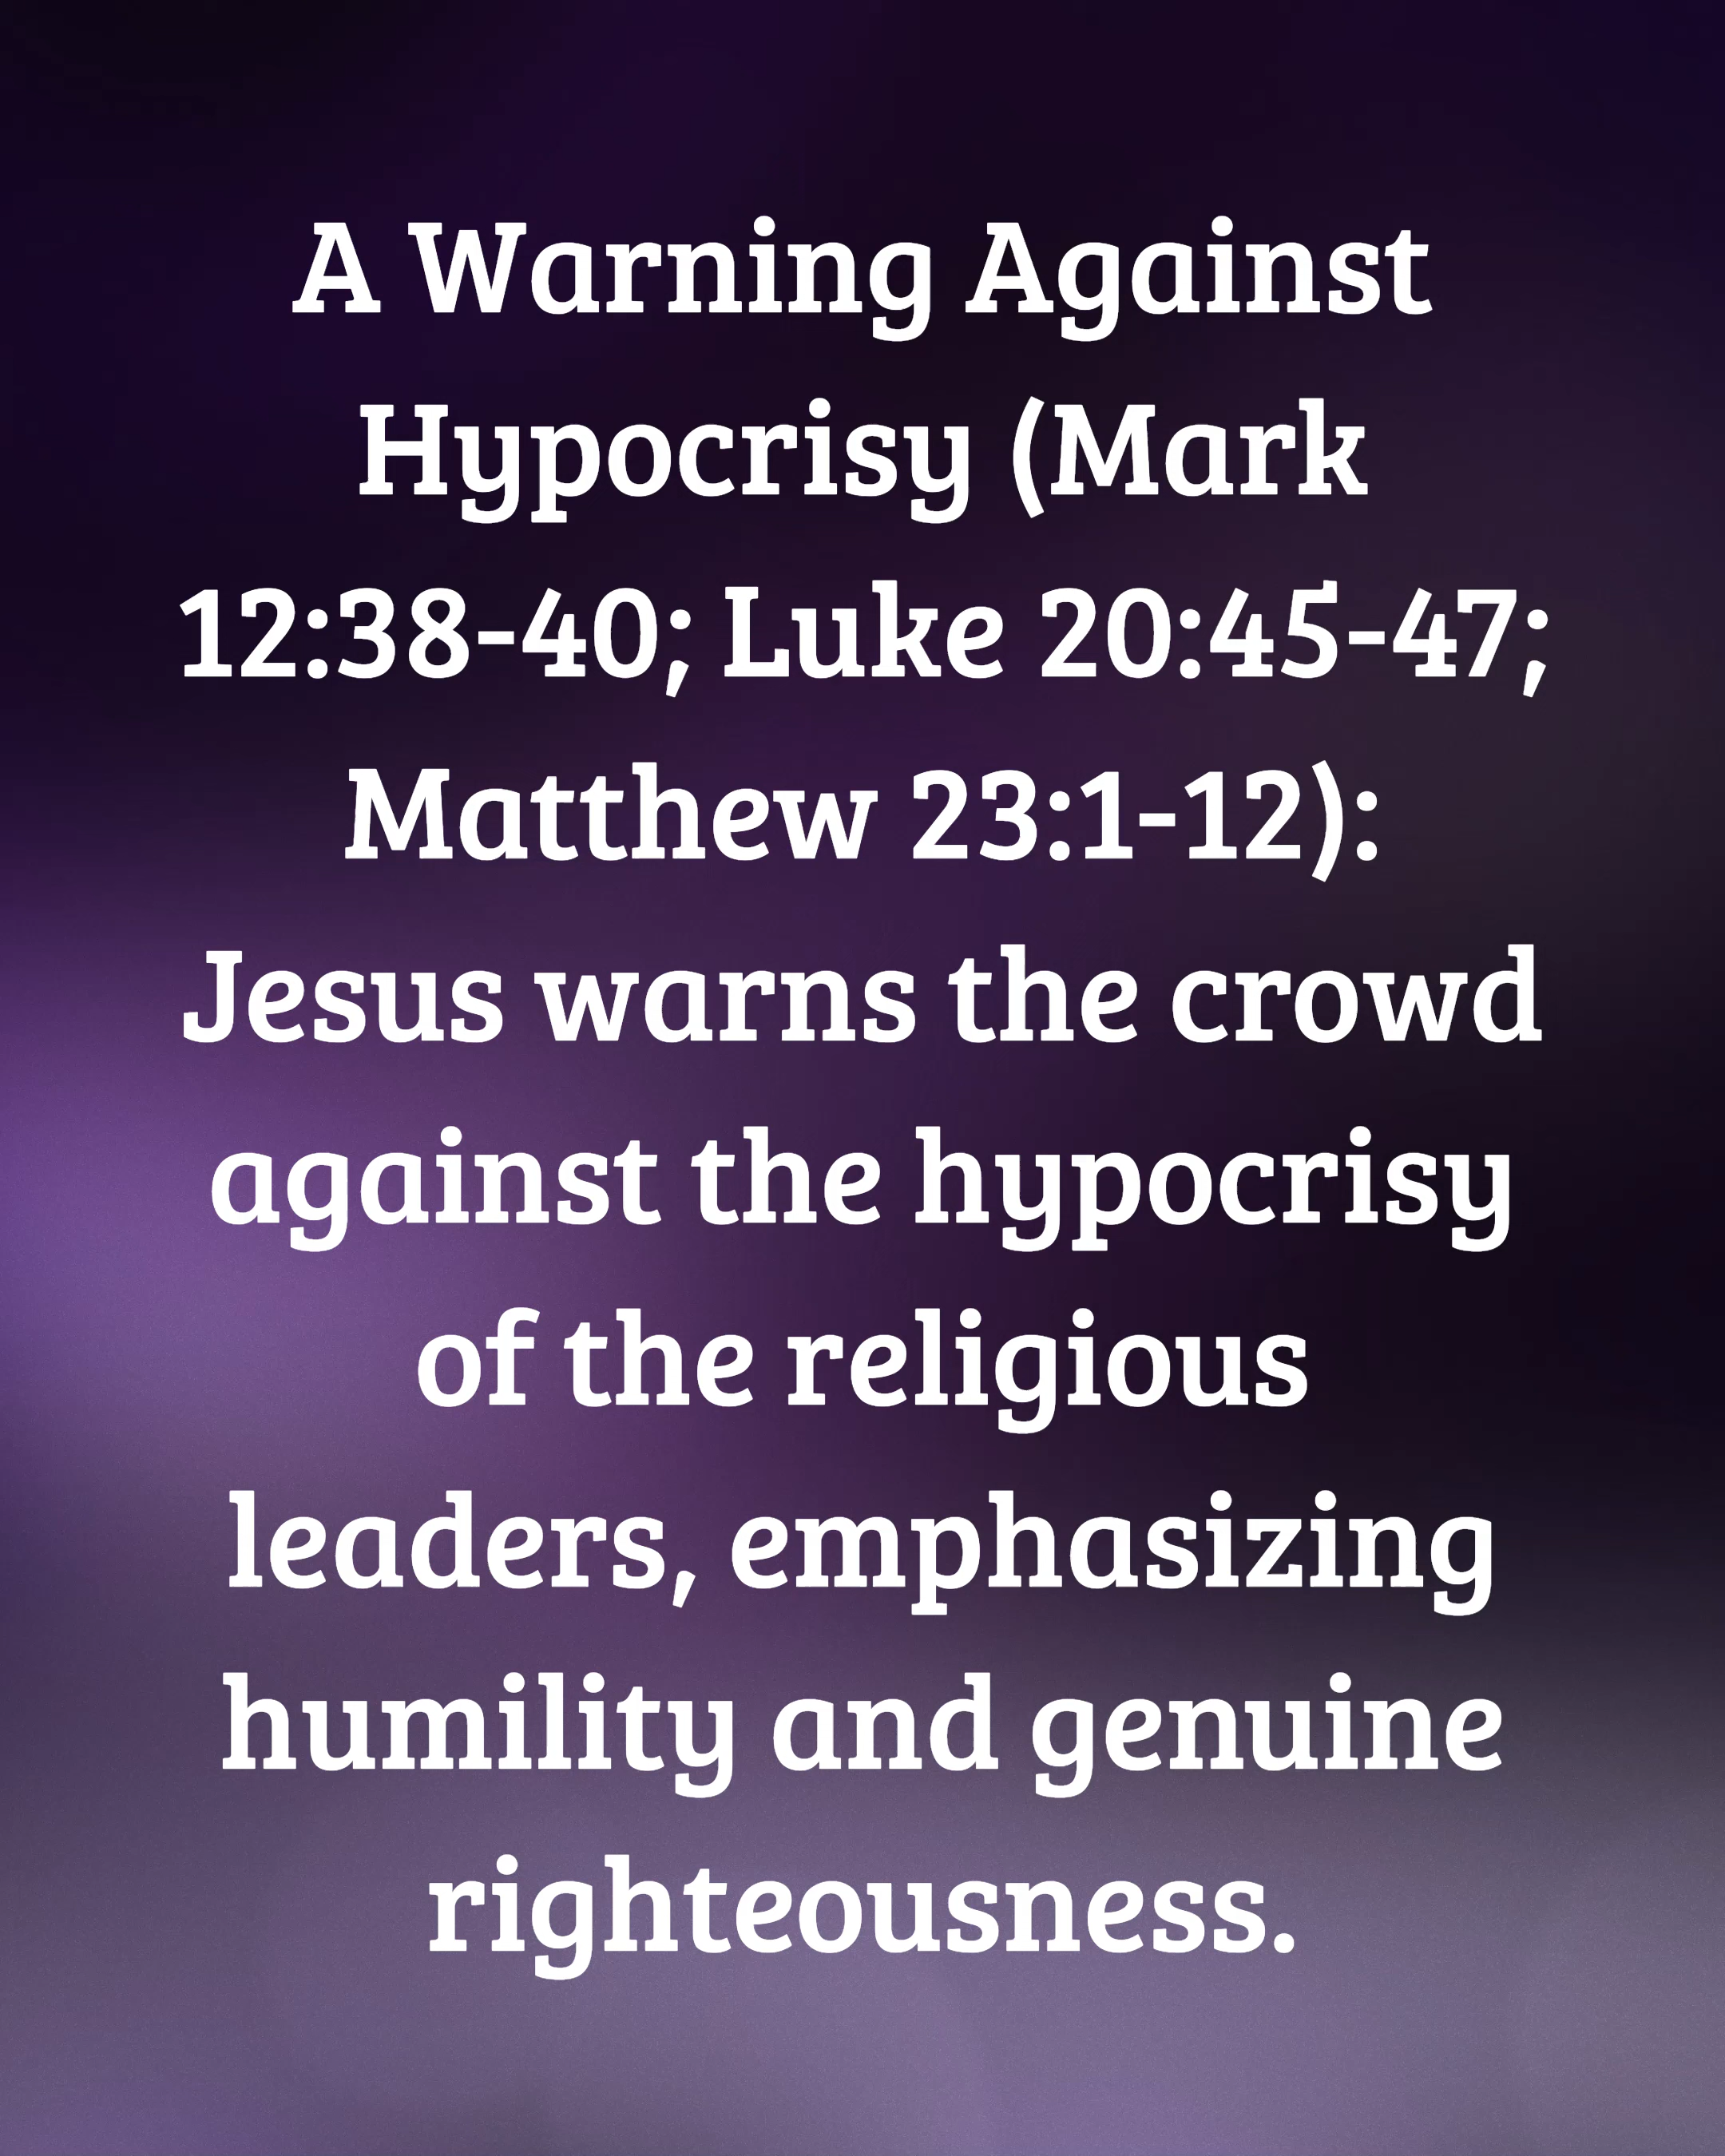 A Warning Against
Hypocrisy (Mark
12:38-40; Luke 20:45-47;
Matthew 23:1-12):
Jesus warns the crowd
against the hypocrisy
of the religious
leaders, emphasizing
humility and genuine
righteousness.